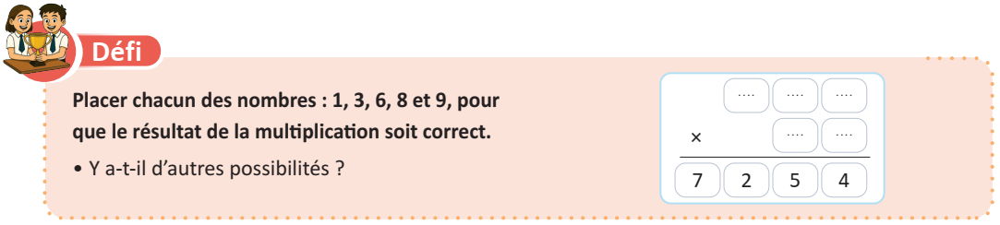 Défi
Placer chacun des nombres : 1, 3, 6, 8 et 9, pour
que le résultat de la multiplication soit correct.
• Y a-t-il d’autres possibilités ?
.... .... ....
× .... ....
7 2 5 4